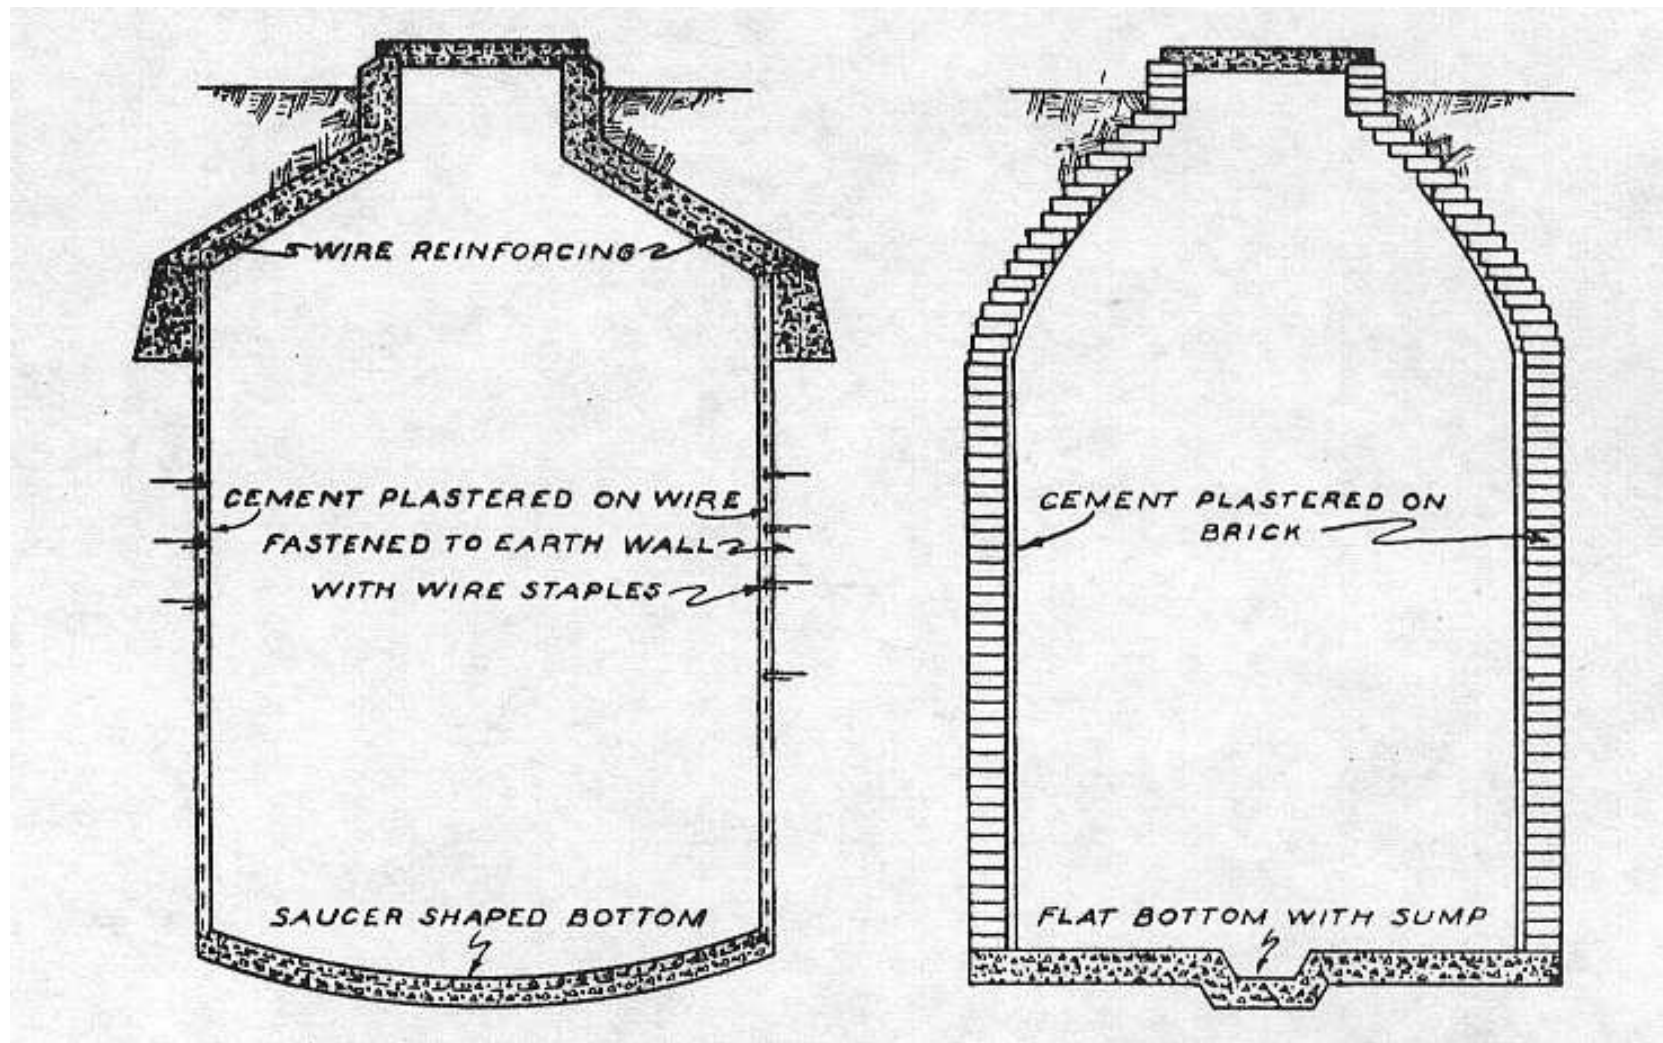 WIRE REINFORCING
CEMENT PLASTERED ON WIRE
FASTENED TO EARTH WALL
WITH WIRE STAPLES
SAUCER SHAPED BOTTOM
CEMENT PLASTERED ON
BRICK
FLAT BOTTOM WITH SUMP